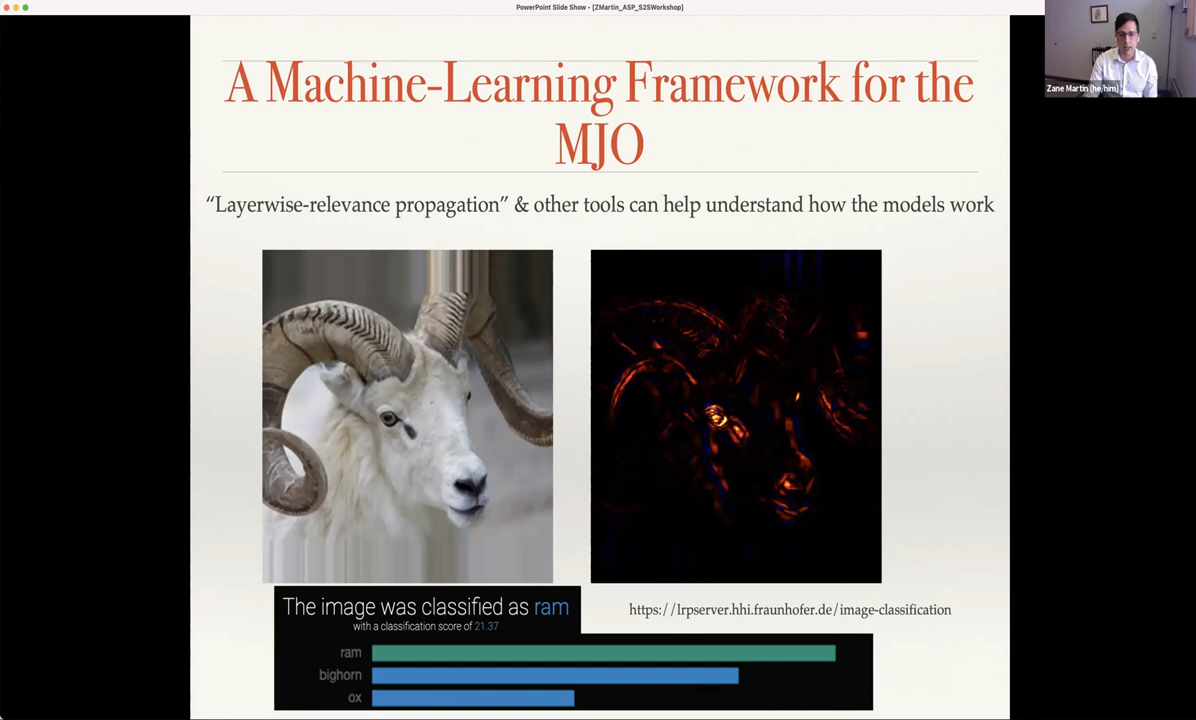 PowerPoint Slide Show - [ZMartin_ASP_S2SWorkshop]
Zane Martin (he/him)
A Machine-Learning Framework for the
MJO
“Layerwise-relevance propagation” & other tools can help understand how the models work
The image was classified as ram
with a classification score of 21.37
https://lrpserver.hhi.fraunhofer.de/image-classification
ram
bighorn
ox